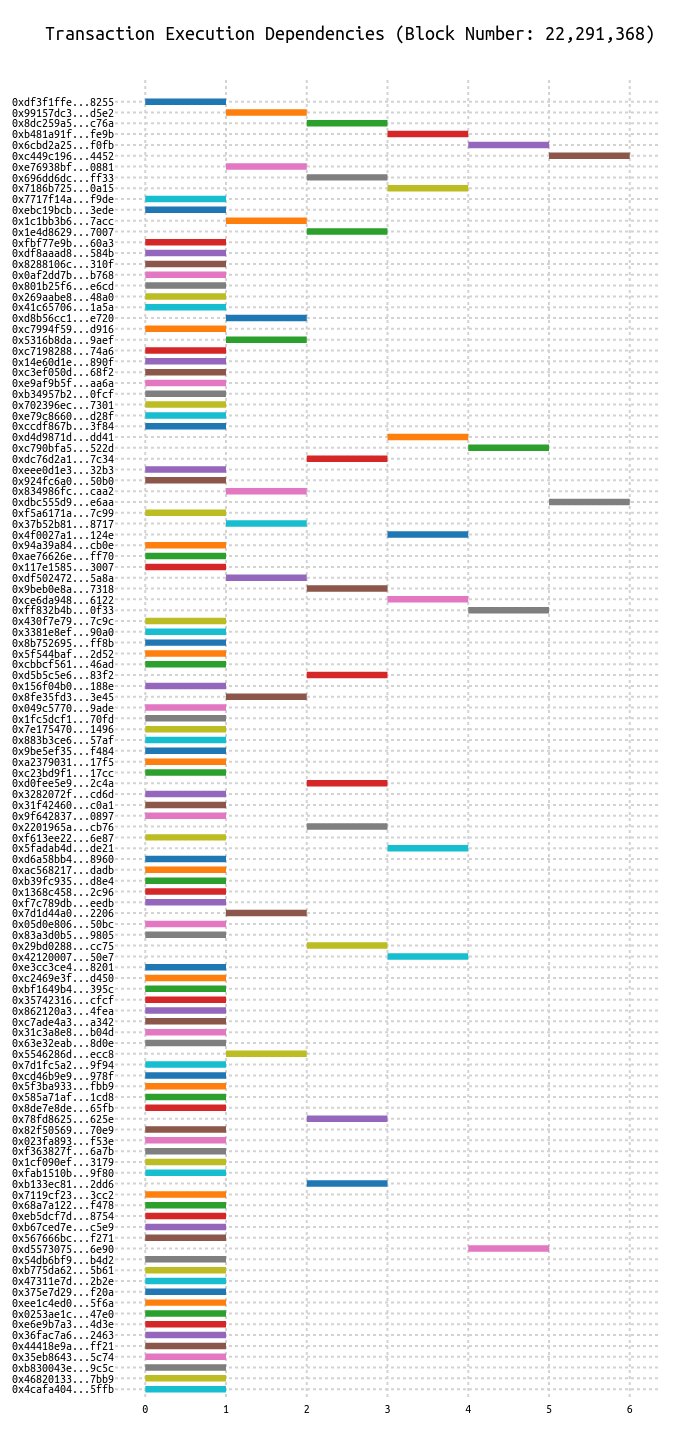 Transaction Execution Dependencies (Block Number: 22,291,368)
0xdf3f1ffe...8255
0x99157dc3...d5e2
0x8dc259a5...c76a
0xb481a91f...fe9b
0x6cbd2a25...f0fb
0xc449c196...4452
0xe76938bf...0881
0x696dd6dc...ff33
0x7186b725...0a15
0x7717f14a...f9de
0xebc19bcb...3ede
0x1c1bb3b6...7acc
0x1e4d8629...7007
0xfbf77e9b...60a3
0xdf8aaad8...584b
0x8288106c...310f
0x0af2dd7b...b768
0x801b25f6...e6cd
0x269aabe8...48a0
0x41c65706...1a5a
0xd8b56cc1...e720
0xc7994f59...d916
0x5316b8da...9aef
0xc7198288...74a6
0x14e60d1e...890f
0xc3ef050d...68f2
0xe9af9b5f...aa6a
0xb34957b2...0fcf
0x702396ec...7301
0xe79c8660...d28f
0xccdf867b...3f84
0xd4d9871d...dd41
0xc790bfa5...522d
0xdc76d2a1...7c34
0xeee0d1e3...32b3
0x924fc6a0...50b0
0x834986fc...caa2
0xdbc555d9...e6aa
0xf5a6171a...7c99
0x37b52b81...8717
0x4f0027a1...124e
0x94a39a84...cb0e
0xae76626e...ff70
0x117e1585...3007
0xdf502472...5a8a
0x9beb0e8a...7318
0xce6da948...6122
0xff832b4b...0f33
0x430f7e79...7c9c
0x3381e8ef...90a0
0x8b752695...ff8b
0x5f544baf...2d52
0xcbbcf561...46ad
0xd5b5c5e6...83f2
0x156f04b0...188e
0x8fe35fd3...3e45
0x049c5770...9ade
0x1fc5dcf1...70fd
0x7e175470...1496
0x883b3ce6...57af
0x9be5ef35...f484
0xa2379031...17f5
0xc23bd9f1...17cc
0xd0fee5e9...2c4a
0x3282072f...cd6d
0x31f42460...c0a1
0x9f642837...0897
0x2201965a...cb76
0xf613ee22...6e87
0x5fadab4d...de21
0xd6a58bb4...8960
0xac568217...dadb
0xb39fc935...d8e4
0x1368c458...2c96
0xf7c789db...eedb
0x7d1d44a0...2206
0x05d0e806...50bc
0x83a3d0b5...9805
0x29bd0288...cc75
0x42120007...50e7
0xe3cc3ce4...8201
0xc2469e3f...d450
0xbf1649b4...395c
0x35742316...cfcf
0x862120a3...4fea
0xc7ade4a3...a342
0x31c3a8e8...b04d
0x63e32eab...8d0e
0x5546286d...ecc8
0x7d1fc5a2...9f94
0xcd46b9e9...978f
0x5f3ba933...fbb9
0x585a71af...1cd8
0x8de7e8de...65fb
0x78fd8625...625e
0x82f50569...70e9
0x023fa893...f53e
0xf363827f...6a7b
0x1cf090ef...3179
0xfab1510b...9f80
0xb133ec81...2dd6
0x7119cf23...3cc2
0x68a7a122...f478
0xeb5dcf7d...8754
0xb67ced7e...c5e9
0x567666bc...f271
0xd5573075...6e90
0x54db6bf9...b4d2
0xb775da62...5b61
0x47311e7d...2b2e
0x375e7d29...f20a
0xee1c4ed0...5f6a
0x0253ae1c...47e0
0xe6e9b7a3...4d3e
0x36fac7a6...2463
0x44418e9a...ff21
0x35eb8643...5c74
0xb830043e...9c5c
0x46820133...7bb9
0x4cafa404...5ffb
0 1 2 3 4 5 6